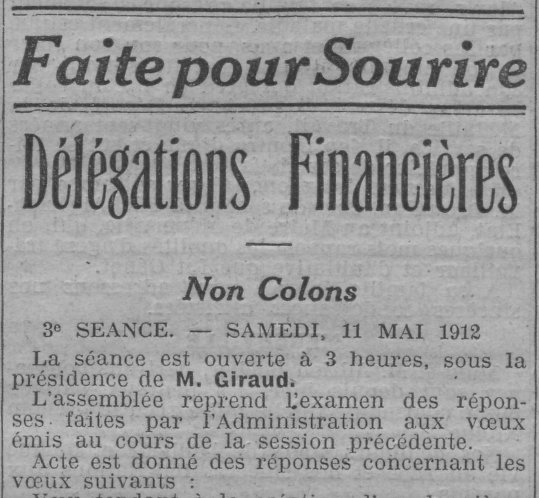 Faite pour Sourire
Délégations Financières
Non Colons
3e SEANCE. — SAMEDI, 11 MAI 1912
La séance est ouverte à 3 heures, sous la
présidence de M. Giraud.
L'assemblée reprend l'examen des répon-
ses faites par l'Administration aux vœux
émis au cours de la session précédente.
Acte est donné des réponses concernant les
vœux suivants :